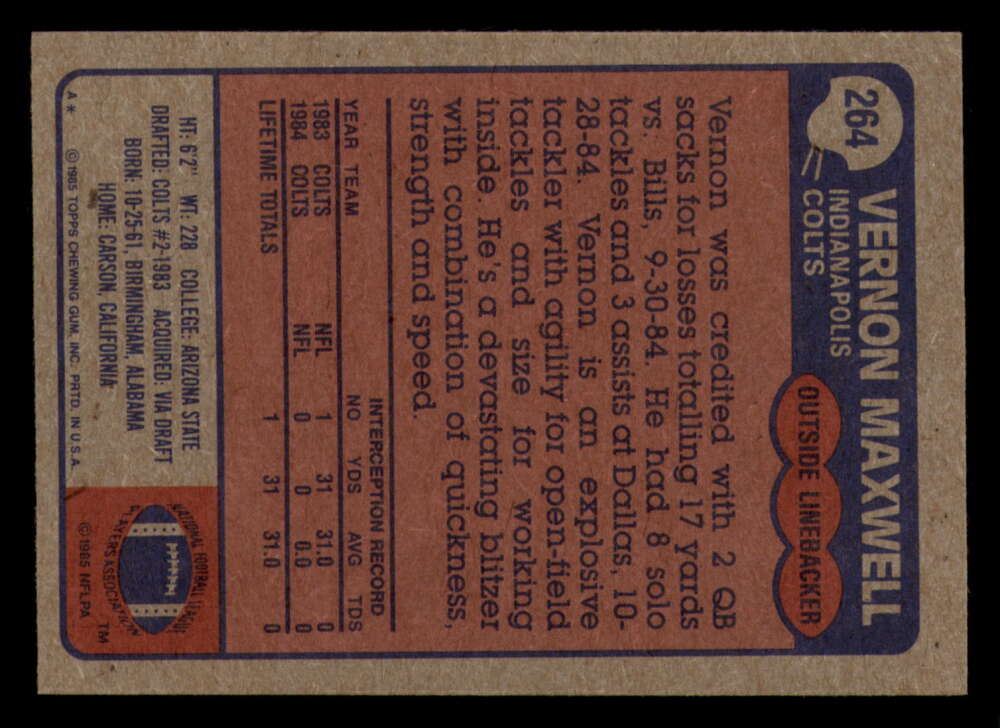 264
VERNON MAXWELL
INDIANAPOLIS
COLTS
OUTSIDE LINEBACKER
Vernon was credited with 2 QB
sacks for losses totalling 17 yards
vs. Bills, 9-30-84. He had 8 solo
tackles and 3 assists at Dallas, 10-
28-84. Vernon is an explosive
tackler with agility for open-field
tackles and size for working
inside. He's a devastating blitzer
with combination of quickness,
strength and speed.
INTERCEPTION RECORD
YEAR TEAM NO YDS AVG TDS
1983 COLTS NFL 1 31 31.0 0
1984 COLTS NFL 0 0 0.0 0
LIFETIME TOTALS 1 31 31.0 0
HT: 6'2" WT: 228 COLLEGE: ARIZONA STATE
DRAFTED: COLTS #2-1983 ACQUIRED: VIA DRAFT
BORN: 10-25-61, BIRMINGHAM, ALABAMA
HOME: CARSON, CALIFORNIA
A* © 1985 TOPPS CHEWING GUM, INC. PRTD. IN U.S.A.
NATIONAL FOOTBALL LEAGUE
PLAYERS ASSOCIATION
TM
© 1985 NFLPA